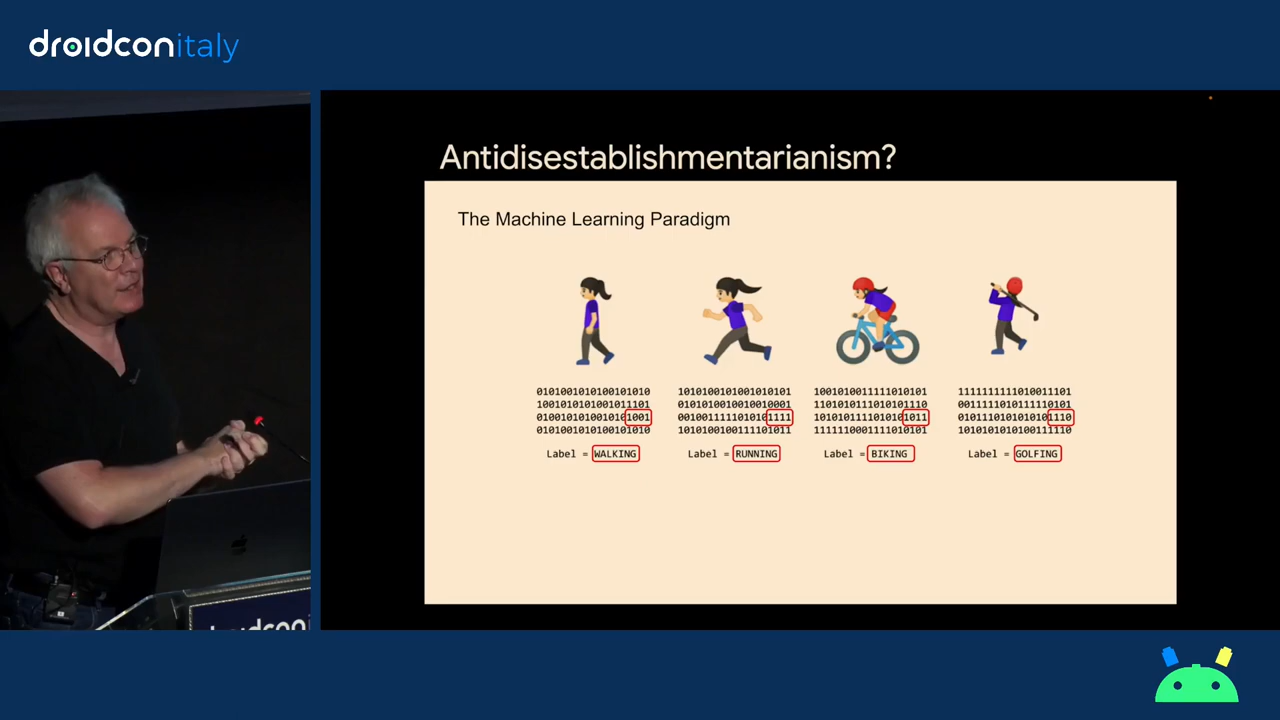 droidconitaly
Antidisestablishmentarianism?
The Machine Learning Paradigm
0101001010100101010
1001010101001011101
0100101010010101001
0101001010100101010
Label = WALKING
1010100101001010101
0101010010010010001
0010011111010101111
1010100100111101011
Label = RUNNING
1001010011111010101
1101010111010101110
1010101111010101011
1111110001111010101
Label = BIKING
1111111111010011101
0011111010111110101
0101110101010101110
1010101010100111110
Label = GOLFING
droidcon